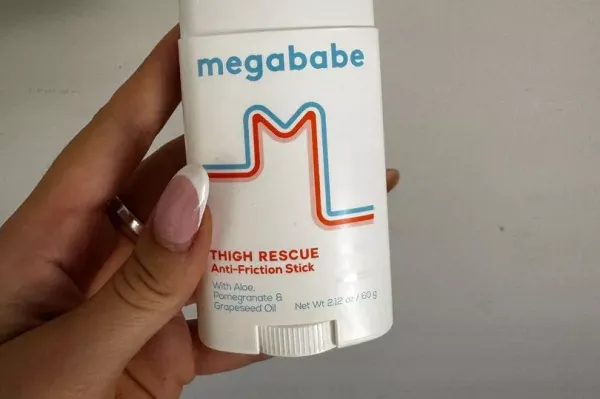 megababe
THIGH RESCUE
Anti-Friction Stick
With Aloe,
Pomegranate &
Grapeseed Oil
Net Wt 2.12 oz / 60 g